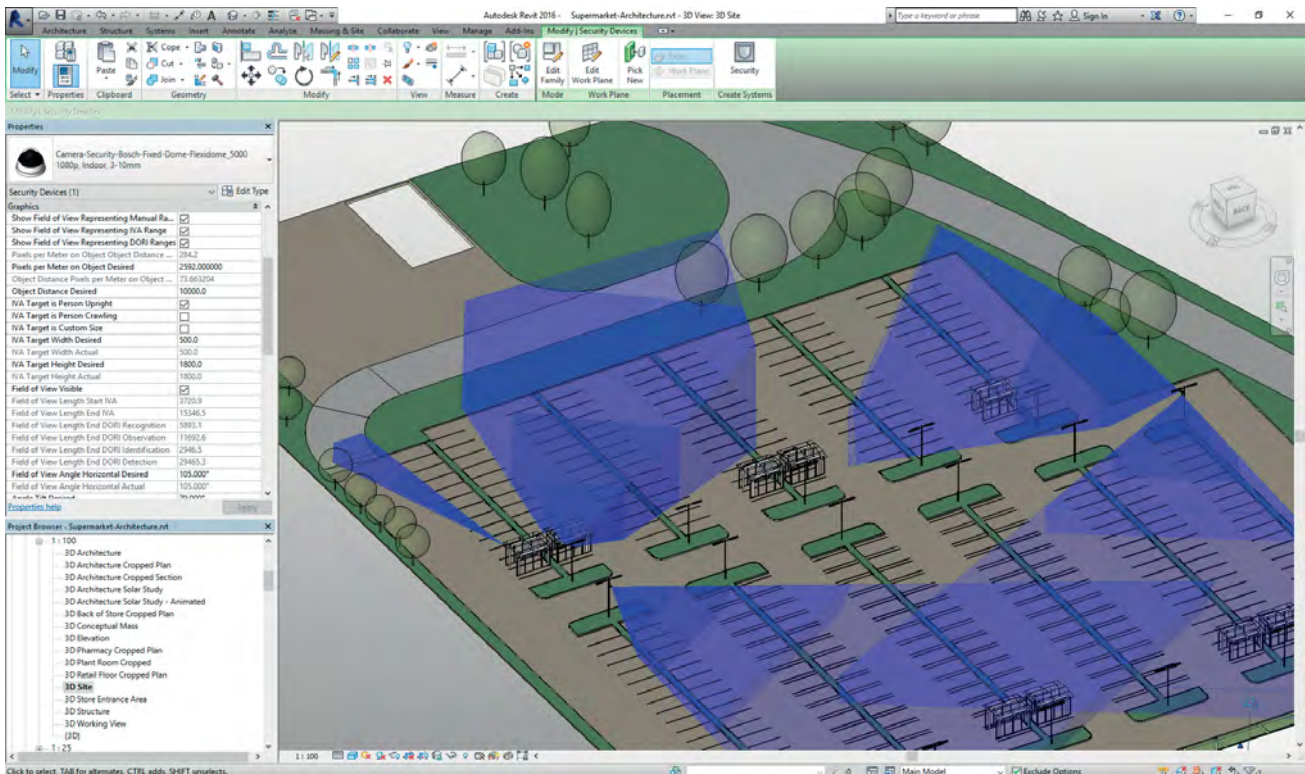 Autodesk Revit 2016 - Supermarket-Architecture.rvt - 3D View: 3D Site
Type a keyword or phrase
Sign In
Architecture Structure Systems Insert Annotate Analyze Massing & Site Collaborate View Manage Add-Ins Modify | Security Devices
Modify
Paste
Cope
Cut
Join
Edit Family
Edit Work Plane
Pick New
Face
Work Plane
Security
Select Properties Clipboard Geometry Modify View Measure Create Mode Work Plane Placement Create Systems
Modify | Security Devices
Properties
Camera-Security-Bosch-Fixed-Dome-Flexidome_5000
1080p, Indoor, 3-10mm
Security Devices (1) Edit Type
Graphics
Show Field of View Representing Manual Ra...
Show Field of View Representing IVA Range
Show Field of View Representing DORI Ranges
Pixels per Meter on Object Object Distance ... 284.2
Pixels per Meter on Object Desired 2592.000000
Object Distance Pixels per Meter on Object ... 73.663204
Object Distance Desired 10000.0
IVA Target is Person Upright
IVA Target is Person Crawling
IVA Target is Custom Size
IVA Target Width Desired 500.0
IVA Target Width Actual 500.0
IVA Target Height Desired 1800.0
IVA Target Height Actual 1800.0
Field of View Visible
Field of View Length Start IVA 3720.9
Field of View Length End IVA 15346.5
Field of View Length End DORI Recognition 5893.1
Field of View Length End DORI Observation 11692.6
Field of View Length End DORI Identification 2946.5
Field of View Length End DORI Detection 29465.3
Field of View Angle Horizontal Desired 105.000°
Field of View Angle Horizontal Actual 105.000°
Angle Tilt Desired 70.000°
Properties help Apply
Project Browser - Supermarket-Architecture.rvt
1 : 100
3D Architecture
3D Architecture Cropped Plan
3D Architecture Cropped Section
3D Architecture Solar Study
3D Architecture Solar Study - Animated
3D Back of Store Cropped Plan
3D Conceptual Mass
3D Elevation
3D Pharmacy Cropped Plan
3D Plant Room Cropped
3D Retail Floor Cropped Plan
3D Site
3D Store Entrance Area
3D Structure
3D Working View
{3D}
1 : 25
BACK
1 : 100
Click to select, TAB for alternates, CTRL adds, SHIFT unselects.
Main Model
Exclude Options